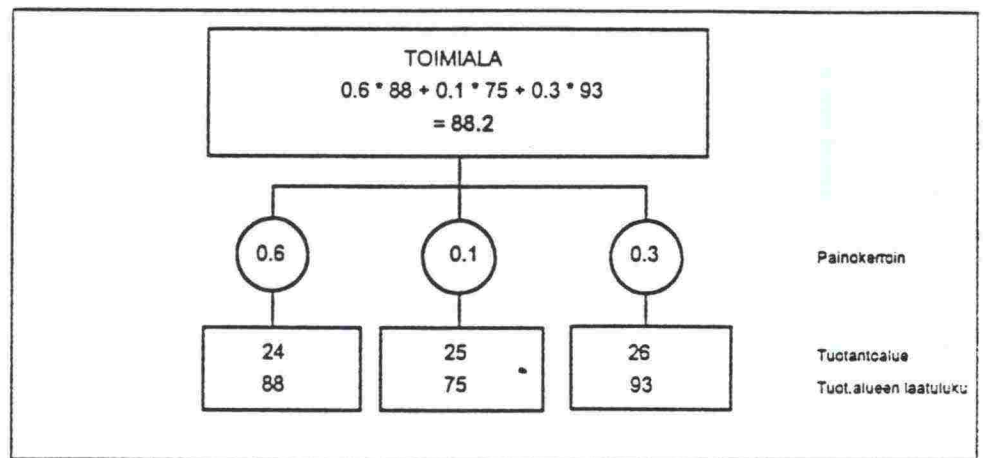 TOIMIALA
0.6 * 88 + 0.1 * 75 + 0.3 * 93
= 88.2
0.6 0.1 0.3 Painokerroin
24 25 26 Tuotantoalue
88 75 93 Tuot.alueen laatuluku